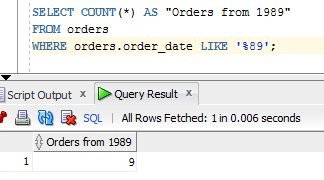 SELECT COUNT(*) AS "Orders from 1989"
FROM orders
WHERE orders.order_date LIKE '%89';
Script Output × Query Result ×
SQL | All Rows Fetched: 1 in 0.006 seconds
Orders from 1989
1 9